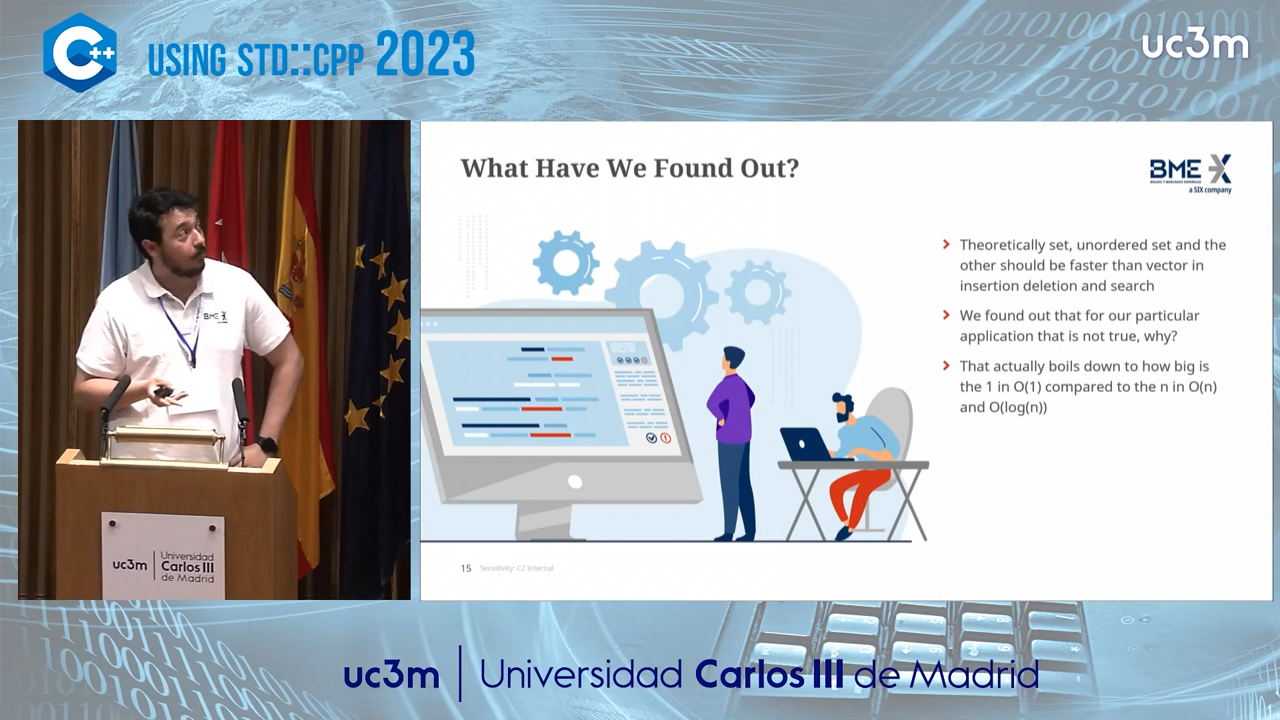 C++
USING STD::CPP 2023
uc3m
What Have We Found Out?
BME X
BOLSAS Y MERCADOS ESPAÑOLES
a SIX company
Theoretically set, unordered set and the
other should be faster than vector in
insertion deletion and search
We found out that for our particular
application that is not true, why?
That actually boils down to how big is
the 1 in O(1) compared to the n in O(n)
and O(log(n))
15 Sensitivity: C2 Internal
BME X
uc3m
Universidad
Carlos III
de Madrid
uc3m | Universidad Carlos III de Madrid